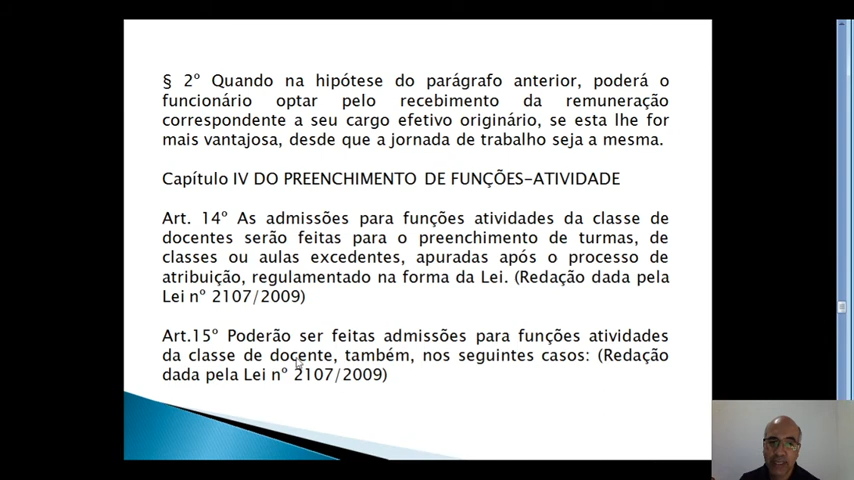 § 2º Quando na hipótese do parágrafo anterior, poderá o
funcionário optar pelo recebimento da remuneração
correspondente a seu cargo efetivo originário, se esta lhe for
mais vantajosa, desde que a jornada de trabalho seja a mesma.
Capítulo IV DO PREENCHIMENTO DE FUNÇÕES-ATIVIDADE
Art. 14º As admissões para funções atividades da classe de
docentes serão feitas para o preenchimento de turmas, de
classes ou aulas excedentes, apuradas após o processo de
atribuição, regulamentado na forma da Lei. (Redação dada pela
Lei nº 2107/2009)
Art.15º Poderão ser feitas admissões para funções atividades
da classe de docente, também, nos seguintes casos: (Redação
dada pela Lei nº 2107/2009)